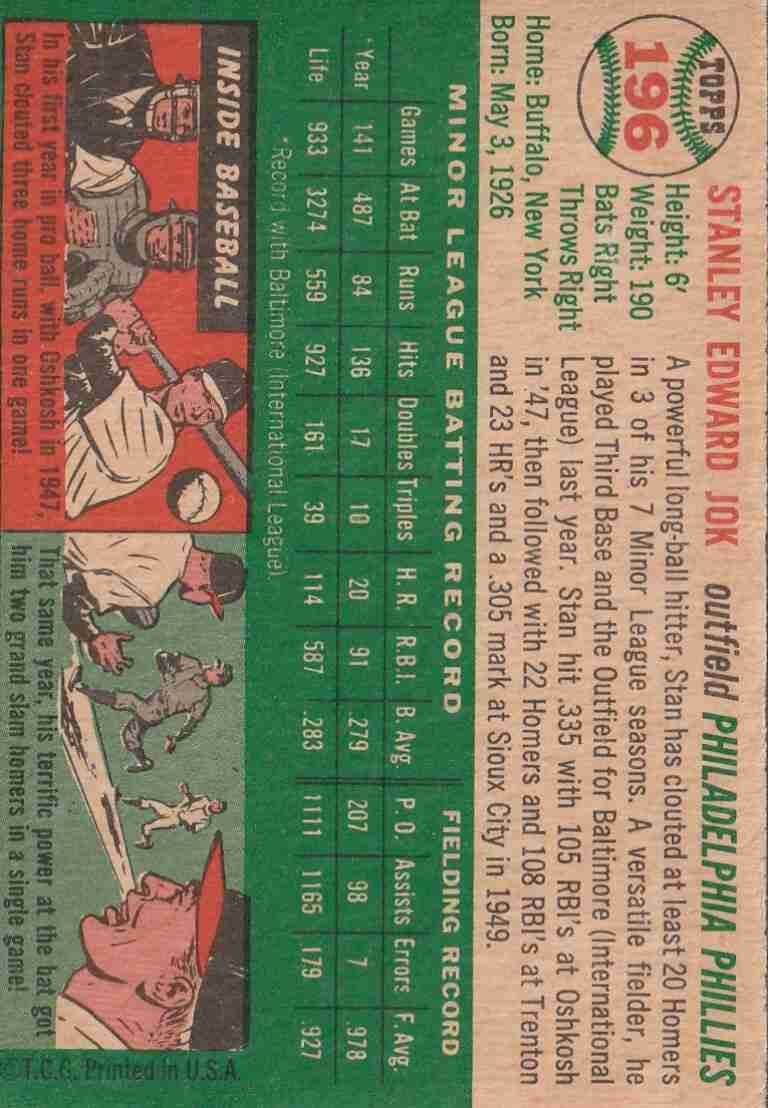 TOPPS
196
STANLEY EDWARD JOK outfield PHILADELPHIA PHILLIES
Height: 6'
Weight: 190
Bats Right
Throws Right
Home: Buffalo, New York
Born: May 3, 1926
A powerful long-ball hitter, Stan has clouted at least 20 Homers
in 3 of his 7 Minor League seasons. A versatile fielder, he
played Third Base and the Outfield for Baltimore (International
League) last year. Stan hit .335 with 105 RBI's at Oshkosh
in '47, then followed with 22 Homers and 108 RBI's at Trenton
and 23 HR's and a .305 mark at Sioux City in 1949.
MINOR LEAGUE BATTING RECORD FIELDING RECORD
Games At Bat Runs Hits Doubles Triples H.R. R.B.I. B. Avg. P.O. Assists Errors F. Avg.
*Year 141 487 84 136 17 10 20 91 .279 207 98 7 .978
Life 933 3274 559 927 161 39 114 587 .283 1111 1165 179 .927
*Record with Baltimore (International League).
INSIDE BASEBALL
In his first year in pro ball, with Oshkosh in 1947,
Stan clouted three home runs in one game!
That same year, his terrific power at the bat got
him two grand slam homers in a single game!
©T.C.G. Printed in U.S.A.